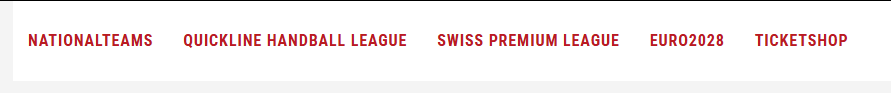 NATIONALTEAMS QUICKLINE HANDBALL LEAGUE SWISS PREMIUM LEAGUE EURO2028 TICKETSHOP